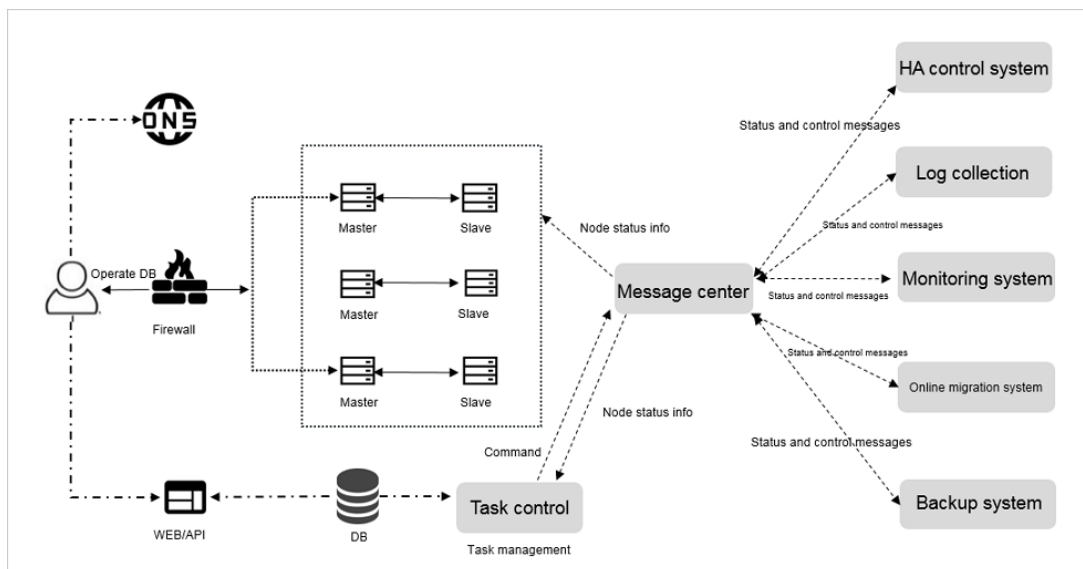 HA control system
DNS
Status and control messages
Log collection
Master
Slave
Node status info
Status and control messages
Operate DB
Master
Slave
Message center
Monitoring system
Status and control messages
Firewall
Status and control messages
Online migration system
Master
Slave
Node status info
Status and control messages
Command
WEB/API
DB
Task control
Backup system
Task management